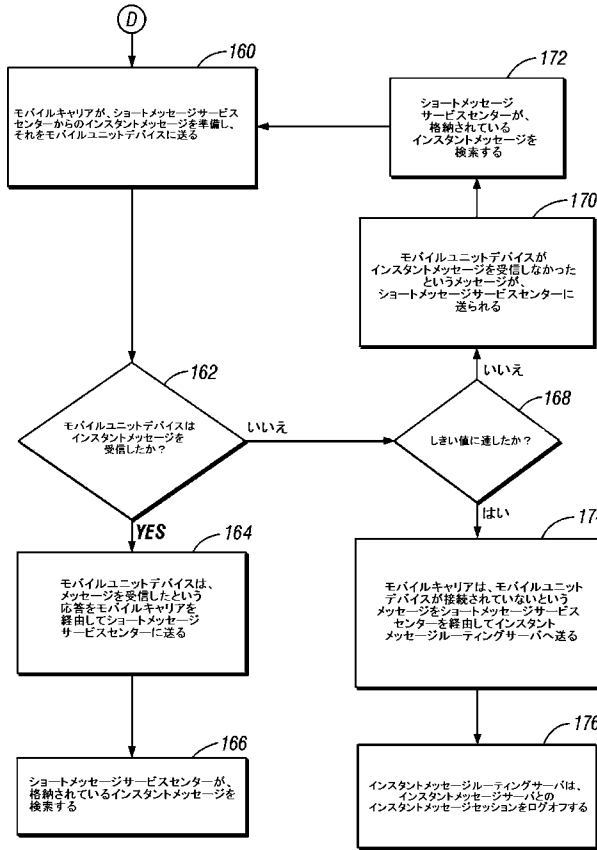 D
160
モバイルキャリアが、ショートメッセージサービス
センターからのインスタントメッセージを準備し、
それをモバイルユニットデバイスに送る
172
ショートメッセージ
サービスセンターが、
格納されている
インスタントメッセージを
検索する
170
モバイルユニットデバイスが
インスタントメッセージを受信しなかった
というメッセージが、
ショートメッセージサービスセンターに
送られる
いいえ
162
モバイルユニットデバイスは
インスタントメッセージを
受信したか？
いいえ
168
しきい値に達したか？
はい
YES
164
モバイルユニットデバイスは、
メッセージを受信したという
応答をモバイルキャリアを
経由してショートメッセージ
サービスセンターに送る
174
モバイルキャリアは、モバイルユニット
デバイスが接続されていないという
メッセージをショートメッセージサービス
センターを経由してインスタント
メッセージルーティングサーバへ送る
166
ショートメッセージサービスセンターが、
格納されているインスタントメッセージを
検索する
176
インスタントメッセージルーティングサーバは、
インスタントメッセージサーバとの
インスタントメッセージセッションをログオフする